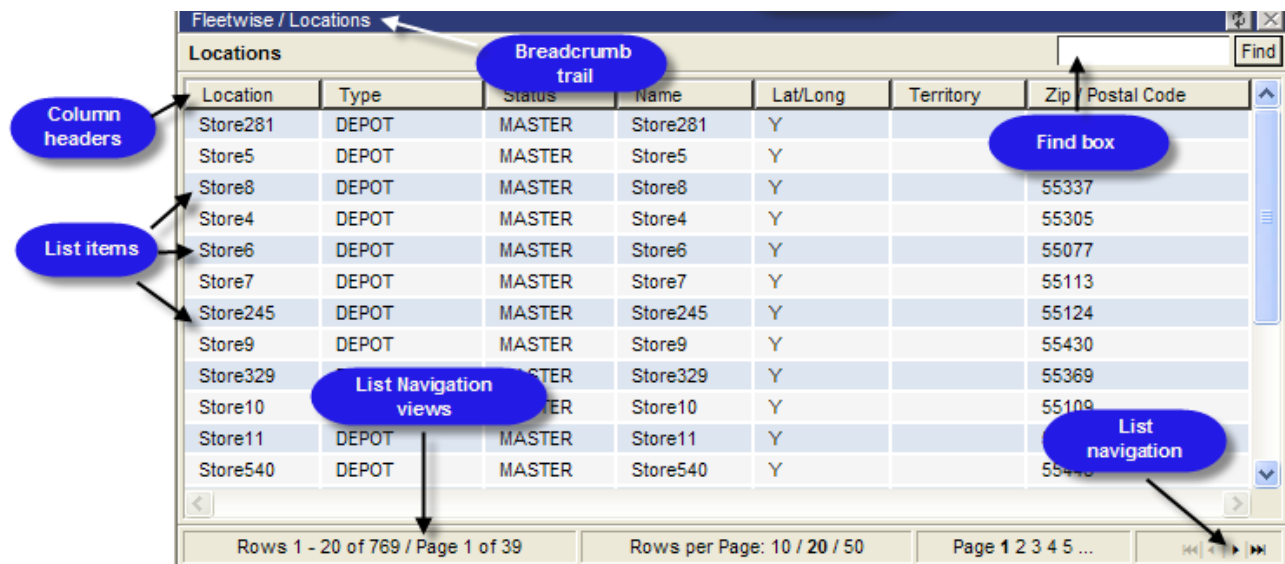 Fleetwise / Locations
Breadcrumb
trail
Locations
Find
Column
headers
Location Type Status Name Lat/Long Territory Zip / Postal Code
Find box
Store281 DEPOT MASTER Store281 Y
Store5 DEPOT MASTER Store5 Y
Store8 DEPOT MASTER Store8 Y 55337
Store4 DEPOT MASTER Store4 Y 55305
List items
Store6 DEPOT MASTER Store6 Y 55077
Store7 DEPOT MASTER Store7 Y 55113
Store245 DEPOT MASTER Store245 Y 55124
Store9 DEPOT MASTER Store9 Y 55430
Store329 Store329 Y 55369
List Navigation
views
Store10 Store10 Y 55109
List
navigation
Store11 DEPOT MASTER Store11 Y
Store540 DEPOT MASTER Store540 Y
Rows 1 - 20 of 769 / Page 1 of 39 Rows per Page: 10 / 20 / 50 Page 1 2 3 4 5 ...